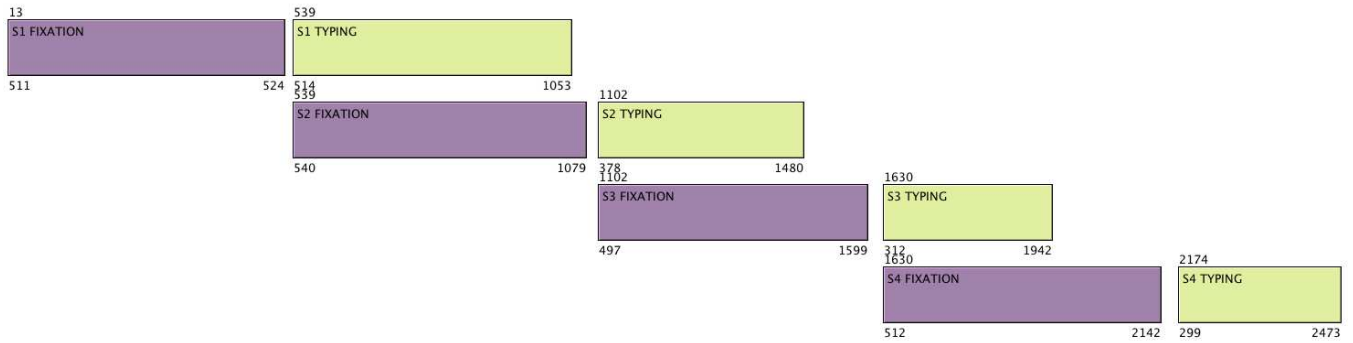 13 539
S1 FIXATION S1 TYPING
511 524 514 1053
539 1102
S2 FIXATION S2 TYPING
540 1079 378 1480
1102 1630
S3 FIXATION S3 TYPING
497 1599 312 1942
1630 2174
S4 FIXATION S4 TYPING
512 2142 299 2473